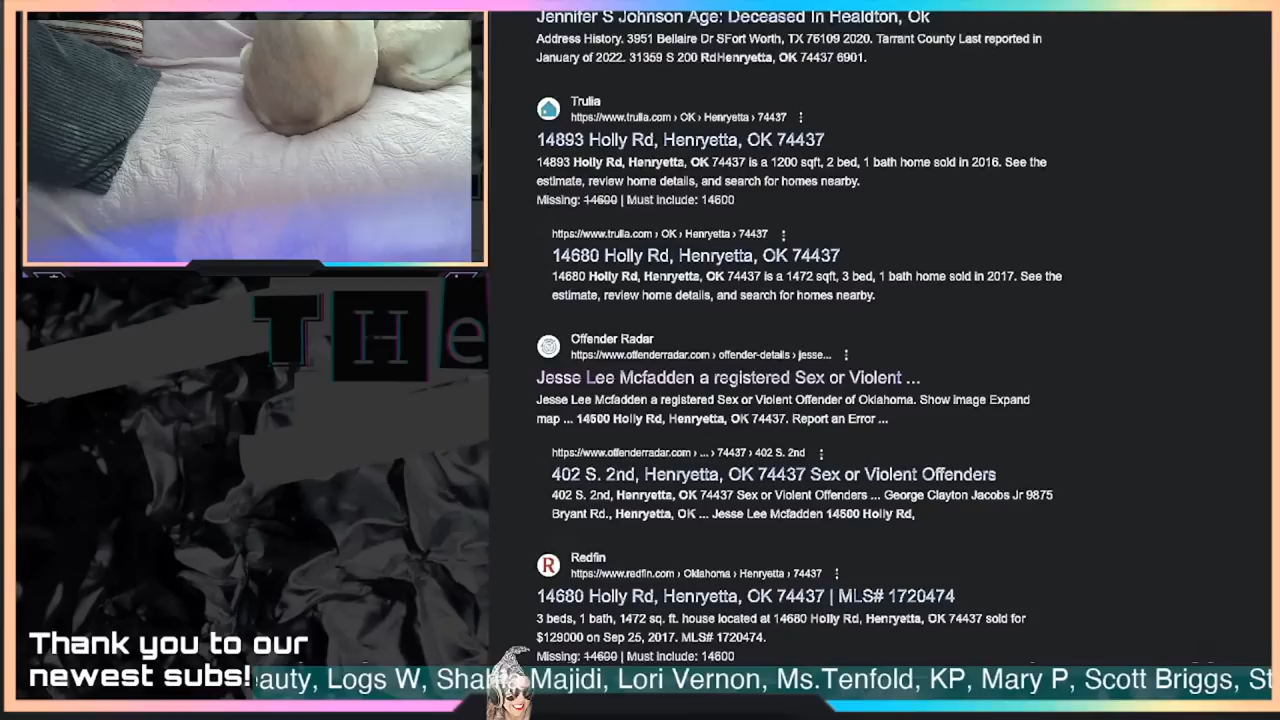 Jennifer S Johnson Age: Deceased In Healdton, Ok
Address History. 3951 Bellaire Dr SFort Worth, TX 76109 2020. Tarrant County Last reported in
January of 2022. 31359 S 200 RdHenryetta, OK 74437 6901.
Trulia
https://www.trulia.com › OK › Henryetta › 74437
14893 Holly Rd, Henryetta, OK 74437
14893 Holly Rd, Henryetta, OK 74437 is a 1200 sqft, 2 bed, 1 bath home sold in 2016. See the
estimate, review home details, and search for homes nearby.
Missing: 14600 | Must include: 14600
https://www.trulia.com › OK › Henryetta › 74437
14680 Holly Rd, Henryetta, OK 74437
14680 Holly Rd, Henryetta, OK 74437 is a 1472 sqft, 3 bed, 1 bath home sold in 2017. See the
estimate, review home details, and search for homes nearby.
Offender Radar
https://www.offenderradar.com › offender-details › jesse...
Jesse Lee Mcfadden a registered Sex or Violent ...
Jesse Lee Mcfadden a registered Sex or Violent Offender of Oklahoma. Show image Expand
map ... 14500 Holly Rd, Henryetta, OK 74437. Report an Error ...
https://www.offenderradar.com › ... › 74437 › 402 S. 2nd
402 S. 2nd, Henryetta, OK 74437 Sex or Violent Offenders
402 S. 2nd, Henryetta, OK 74437 Sex or Violent Offenders ... George Clayton Jacobs Jr 9875
Bryant Rd., Henryetta, OK ... Jesse Lee Mcfadden 14500 Holly Rd,
R
Redfin
https://www.redfin.com › Oklahoma › Henryetta › 74437
14680 Holly Rd, Henryetta, OK 74437 | MLS# 1720474
3 beds, 1 bath, 1472 sq. ft. house located at 14680 Holly Rd, Henryetta, OK 74437 sold for
$129000 on Sep 25, 2017. MLS# 1720474.
Missing: 14600 | Must include: 14600
THe
Thank you to our
newest subs!
auty, Logs W, Majidi, Lori Vernon, Ms.Tenfold, KP, Mary P, Scott Briggs, St